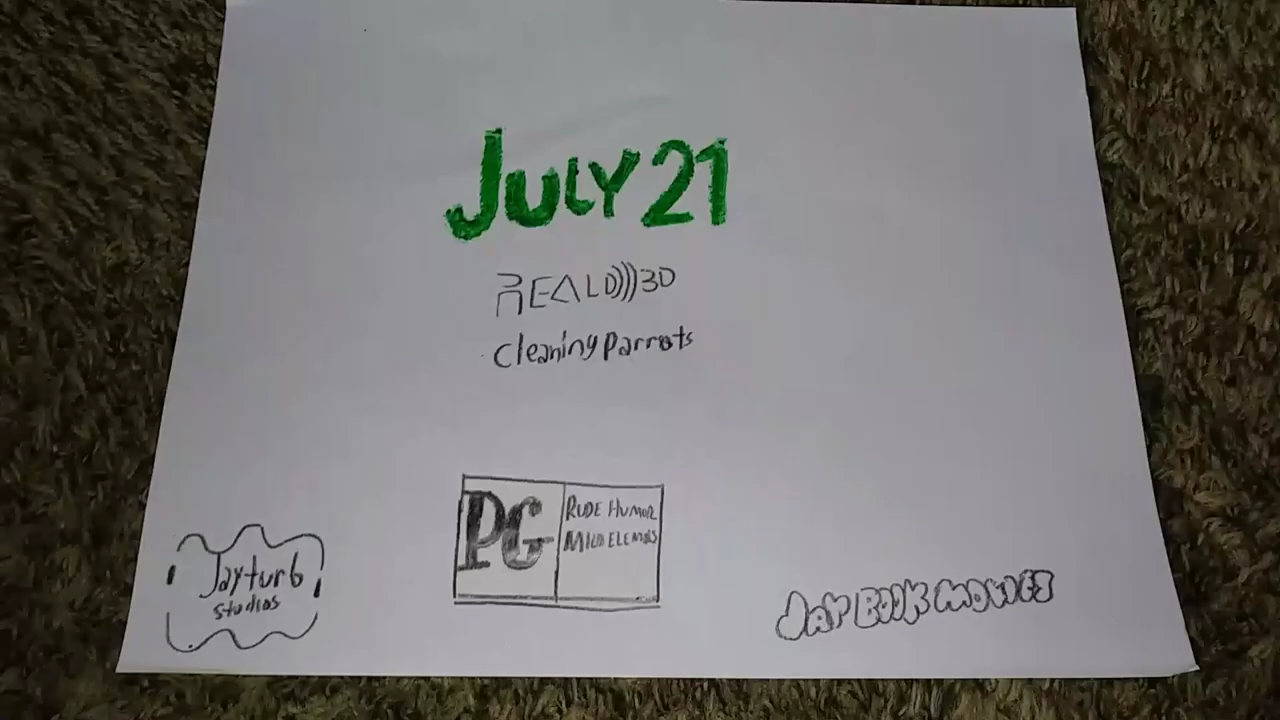 JULY 21
REALD)))3D
Cleaning Parrots
PG
RUDE HUMOR
MILD ELEMENTS
Jayturb
Studios
JAY BOOK MOVIES